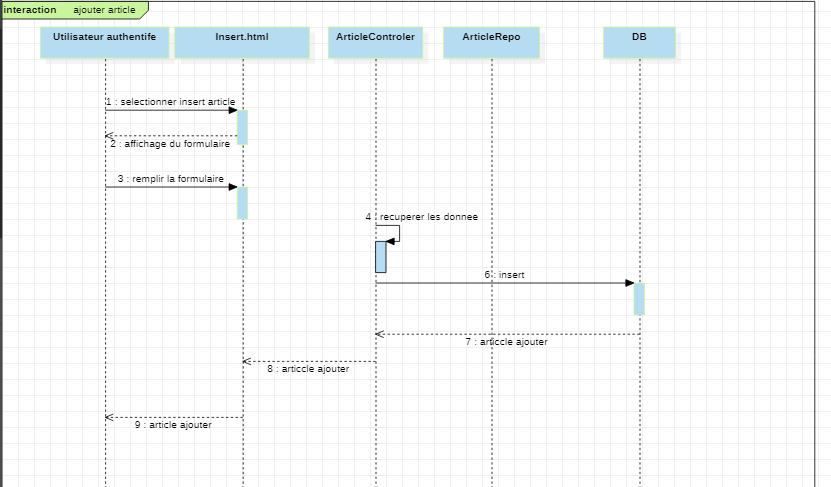 interaction ajouter article
Utilisateur authentife
Insert.html
ArticleControler
ArticleRepo
DB
1 : selectionner insert article
2 : affichage du formulaire
3 : remplir la formulaire
4 : recuperer les donnee
6 : insert
7 : articcle ajouter
8 : articcle ajouter
9 : article ajouter